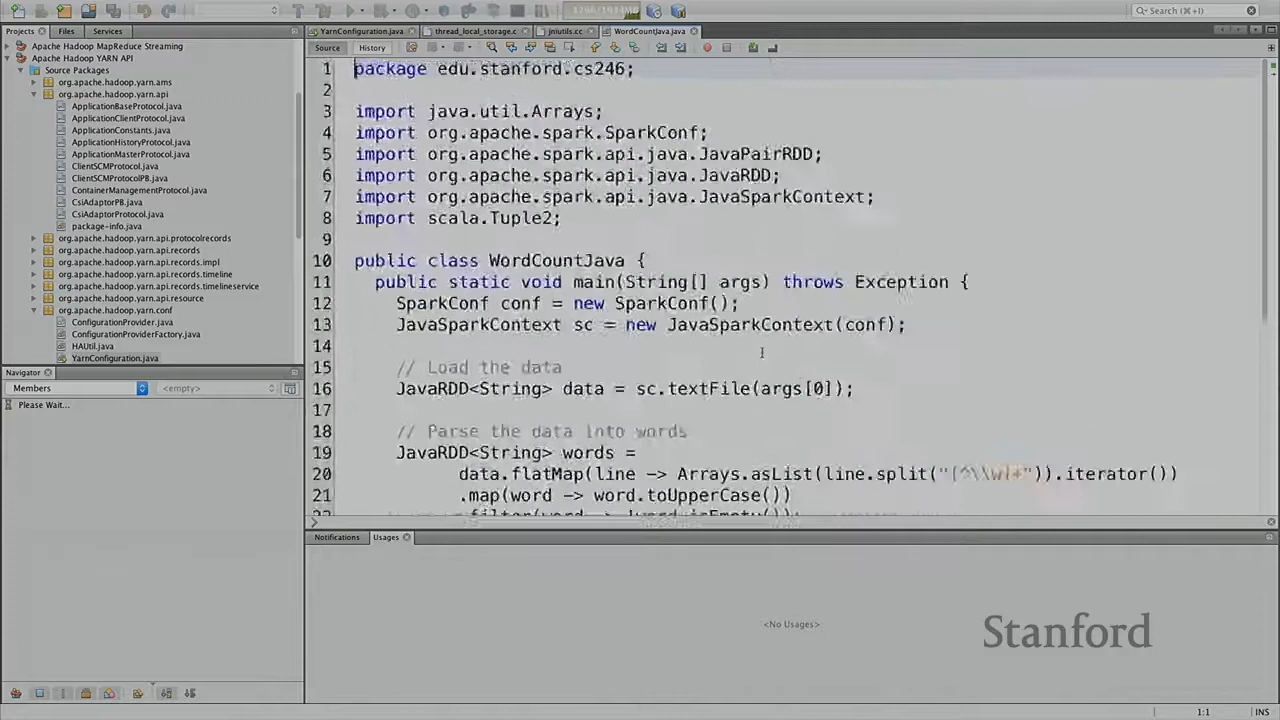 1296/1934MB
Search (⌘+I)
Projects
Files
Services
Apache Hadoop MapReduce Streaming
Apache Hadoop YARN API
Source Packages
org.apache.hadoop.yarn.ams
org.apache.hadoop.yarn.api
ApplicationBaseProtocol.java
ApplicationClientProtocol.java
ApplicationConstants.java
ApplicationHistoryProtocol.java
ApplicationMasterProtocol.java
ClientSCMProtocol.java
ClientSCMProtocolPB.java
ContainerManagementProtocol.java
CsiAdaptorPB.java
CsiAdaptorProtocol.java
package-info.java
org.apache.hadoop.yarn.api.protocolrecords
org.apache.hadoop.yarn.api.records
org.apache.hadoop.yarn.api.records.impl
org.apache.hadoop.yarn.api.records.timeline
org.apache.hadoop.yarn.api.records.timelineservice
org.apache.hadoop.yarn.api.resource
org.apache.hadoop.yarn.conf
ConfigurationProvider.java
ConfigurationProviderFactory.java
HAUtil.java
YarnConfiguration.java
Navigator
Members
<empty>
Please Wait...
YarnConfiguration.java
thread_local_storage.c
jniutils.cc
WordCountJava.java
Source
History
1 package edu.stanford.cs246;
2
3 import java.util.Arrays;
4 import org.apache.spark.SparkConf;
5 import org.apache.spark.api.java.JavaPairRDD;
6 import org.apache.spark.api.java.JavaRDD;
7 import org.apache.spark.api.java.JavaSparkContext;
8 import scala.Tuple2;
9
10 public class WordCountJava {
11 public static void main(String[] args) throws Exception {
12 SparkConf conf = new SparkConf();
13 JavaSparkContext sc = new JavaSparkContext(conf);
14
15 // Load the data
16 JavaRDD<String> data = sc.textFile(args[0]);
17
18 // Parse the data into words
19 JavaRDD<String> words =
20 data.flatMap(line -> Arrays.asList(line.split("[^\\w]+")).iterator())
21 .map(word -> word.toUpperCase())
22 .filter(word -> !word.isEmpty());
Notifications
Usages
<No Usages>
Stanford
1:1
INS